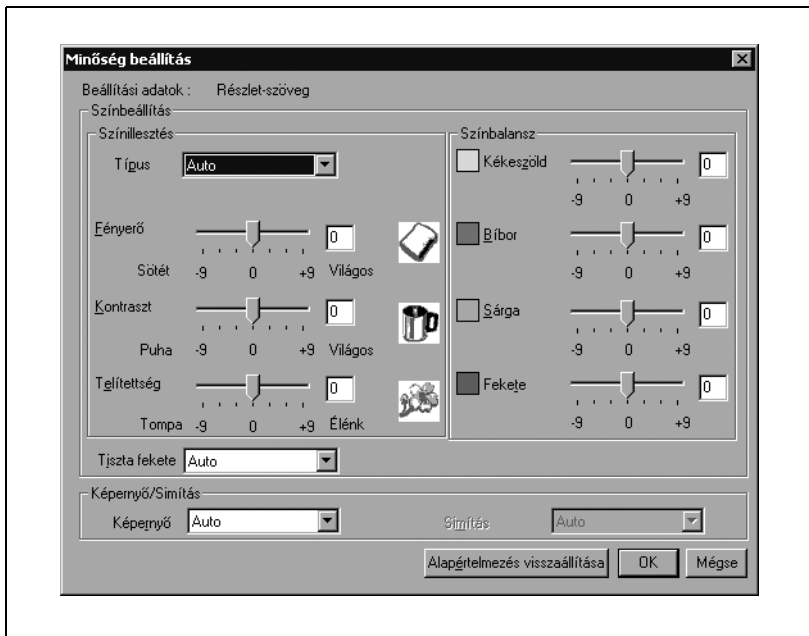 Minőség beállítás
Beállítási adatok : Részlet-szöveg
Színbeállítás
Színillesztés
Típus Auto
Fényerő 0
Sötét -9 0 +9 Világos
Kontraszt 0
Puha -9 0 +9 Világos
Telítettség 0
Tompa -9 0 +9 Élénk
Színbalansz
Kékeszöld 0
-9 0 +9
Bíbor 0
-9 0 +9
Sárga 0
-9 0 +9
Fekete 0
-9 0 +9
Tiszta fekete Auto
Képernyő/Simítás
Képernyő Auto Simítás Auto
Alapértelmezés visszaállítása OK Mégse